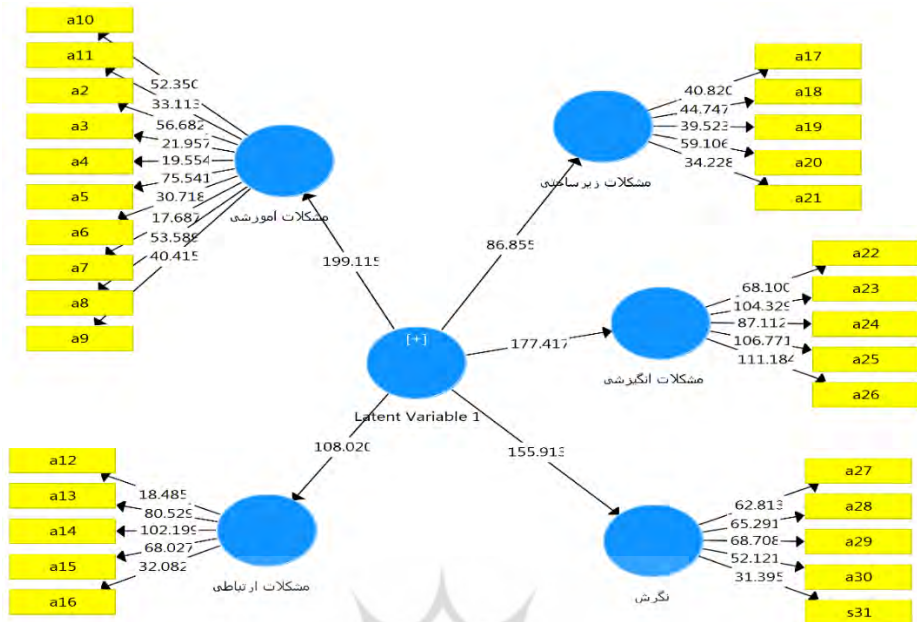 a10
a11
a2
a3
a4
a5
a6
a7
a8
a9
52.350
33.113
56.682
21.957
19.554
75.541
30.718
17.687
53.589
40.415
مشکلات آموزشی
199.115
a17
a18
a19
a20
a21
40.820
44.747
39.523
59.106
34.228
مشکلات زیرساختی
86.855
a22
a23
a24
a25
a26
68.100
104.329
87.112
106.771
111.184
مشکلات انگیزشی
177.417
[+]
Latent Variable 1
108.020
155.913
a12
a13
a14
a15
a16
18.485
80.529
102.199
68.027
32.082
مشکلات ارتباطی
a27
a28
a29
a30
s31
62.813
65.291
68.708
52.121
31.395
نگرش